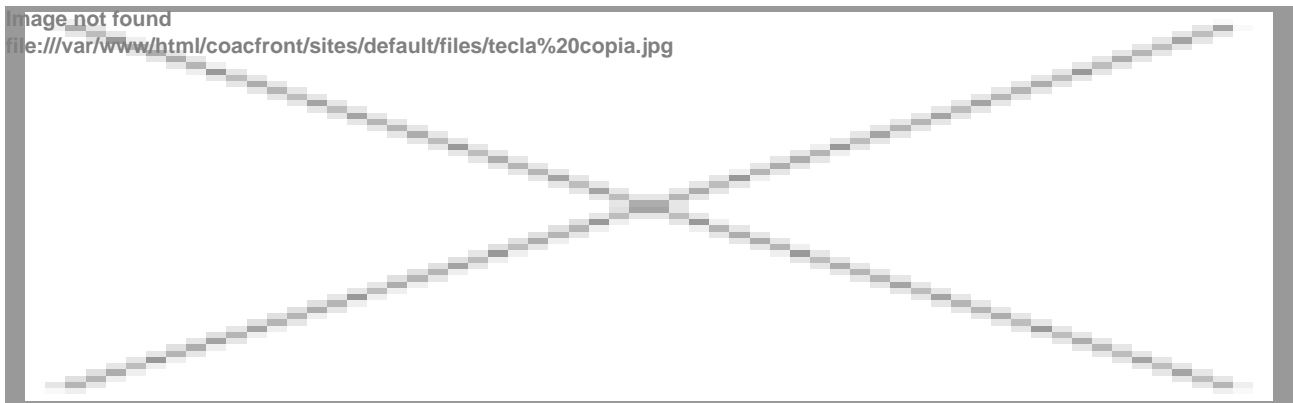 Image not found
file:///var/www/html/coacfront/sites/default/files/tecla%20copia.jpg